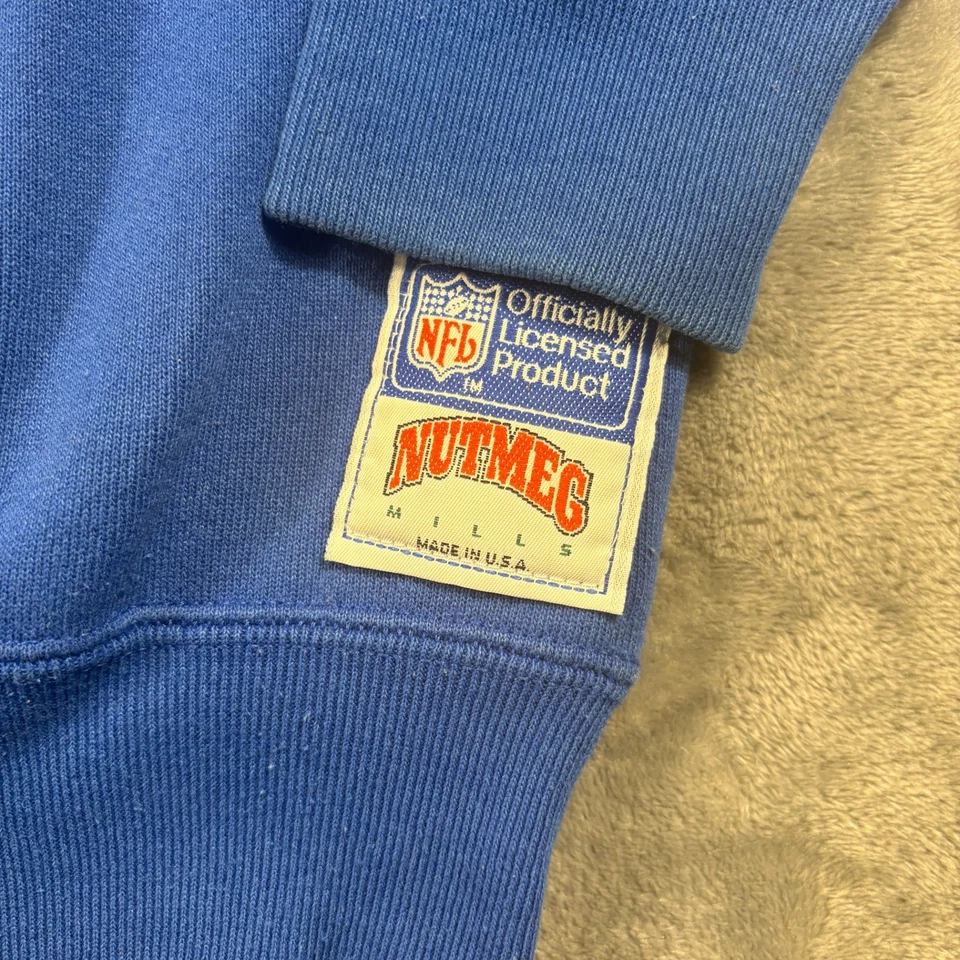 NFL
TM
Officially
Licensed
Product
NUTMEG
MILLS
MADE IN U.S.A.